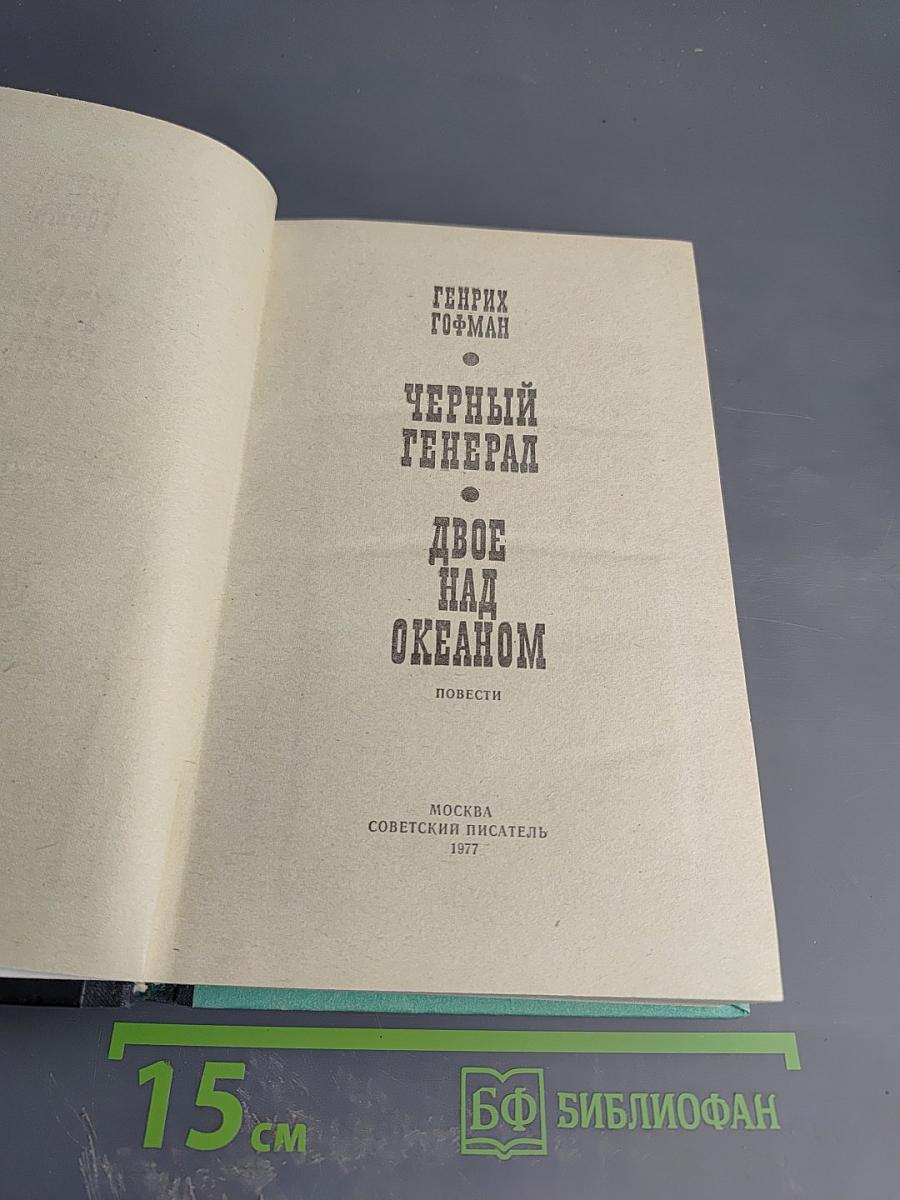 ГЕНРИХ
ГОФМАН
ЧЕРНЫЙ
ГЕНЕРАЛ
ДВОЕ
НАД
ОКЕАНОМ
ПОВЕСТИ
МОСКВА
СОВЕТСКИЙ ПИСАТЕЛЬ
1977
15 см
БФ БИБЛИОФАН